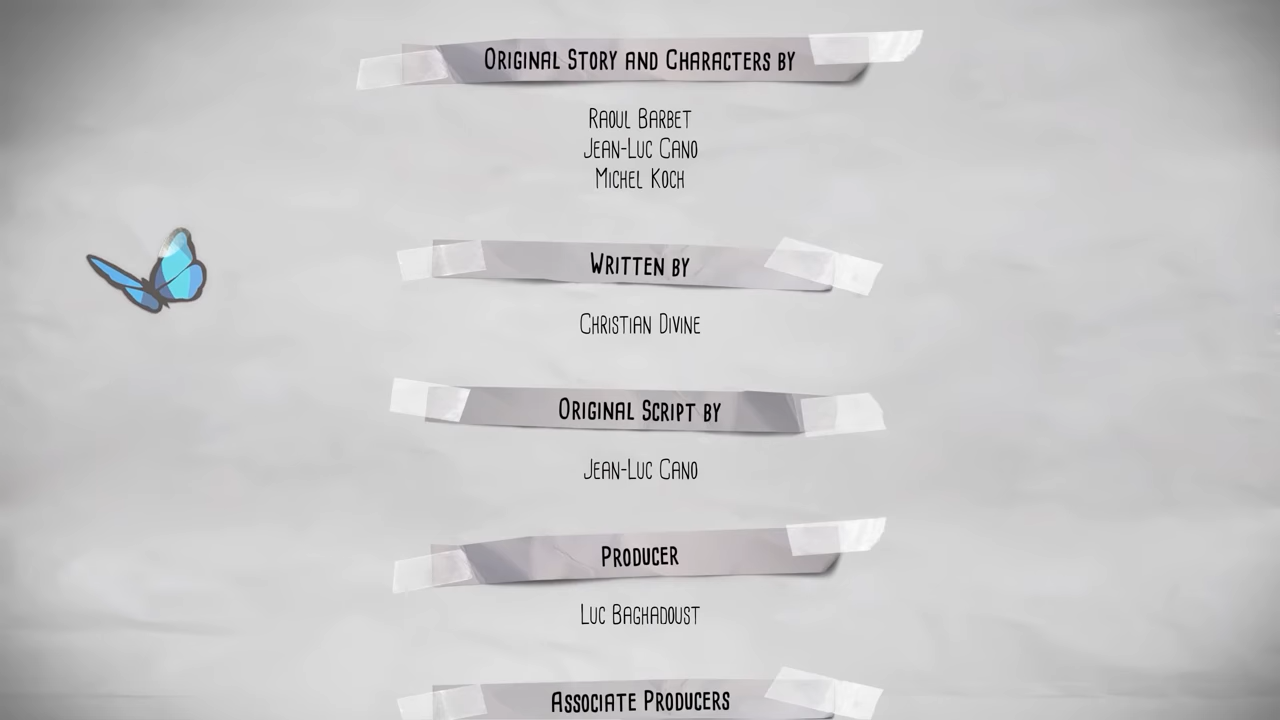 Original Story and Characters by
Raoul Barbet
Jean-Luc Cano
Michel Koch
Written by
Christian Divine
Original Script by
Jean-Luc Cano
Producer
Luc Baghadoust
Associate Producers